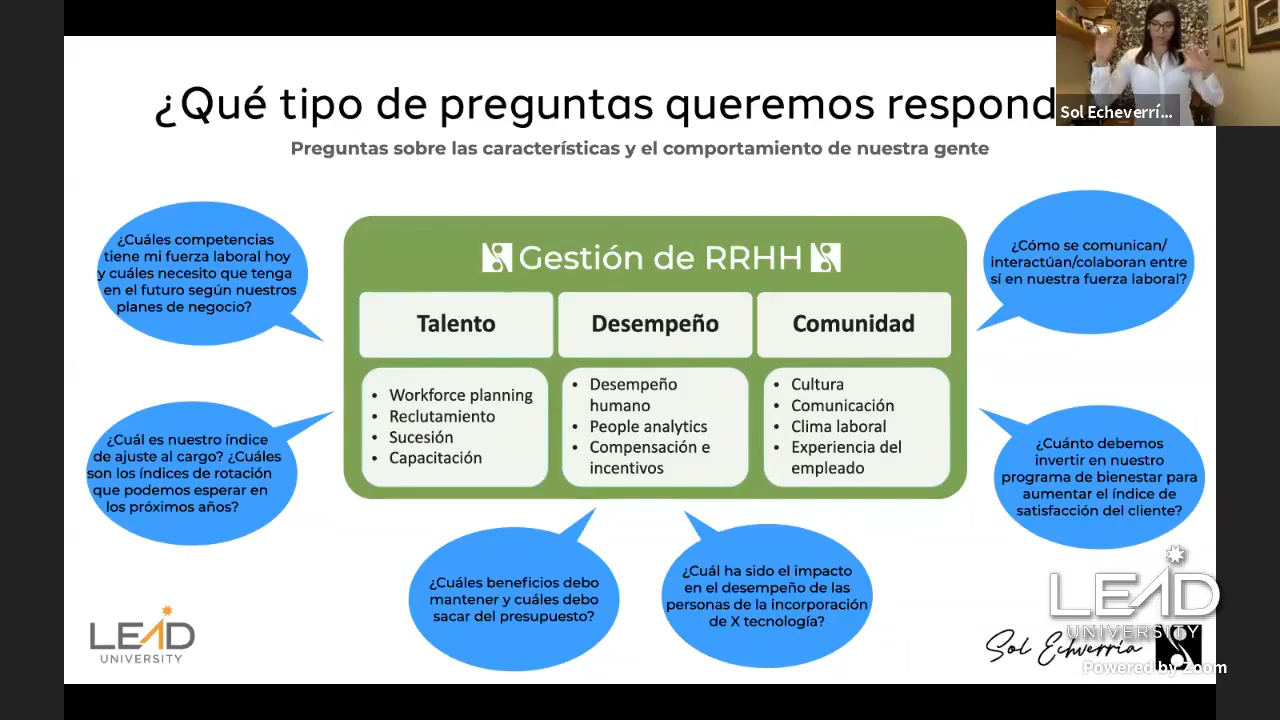 ¿Qué tipo de preguntas queremos respond
Preguntas sobre las características y el comportamiento de nuestra gente
Sol Echeverrí...
¿Cuáles competencias
tiene mi fuerza laboral hoy
y cuáles necesito que tenga
en el futuro según nuestros
planes de negocio?
Gestión de RRHH
¿Cómo se comunican/
interactúan/colaboran entre
sí en nuestra fuerza laboral?
Talento
Desempeño
Comunidad
• Workforce planning
• Reclutamiento
• Sucesión
• Capacitación
• Desempeño
humano
• People analytics
• Compensación e
incentivos
• Cultura
• Comunicación
• Clima laboral
• Experiencia del
empleado
¿Cuál es nuestro índice
de ajuste al cargo? ¿Cuáles
son los índices de rotación
que podemos esperar en
los próximos años?
¿Cuánto debemos
invertir en nuestro
programa de bienestar para
aumentar el índice de
satisfacción del cliente?
¿Cuáles beneficios debo
mantener y cuáles debo
sacar del presupuesto?
¿Cuál ha sido el impacto
en el desempeño de las
personas de la incorporación
de X tecnología?
LEAD
UNIVERSITY
LEAD
UNIVERSITY
Sol Echverría
Powered by Zoom